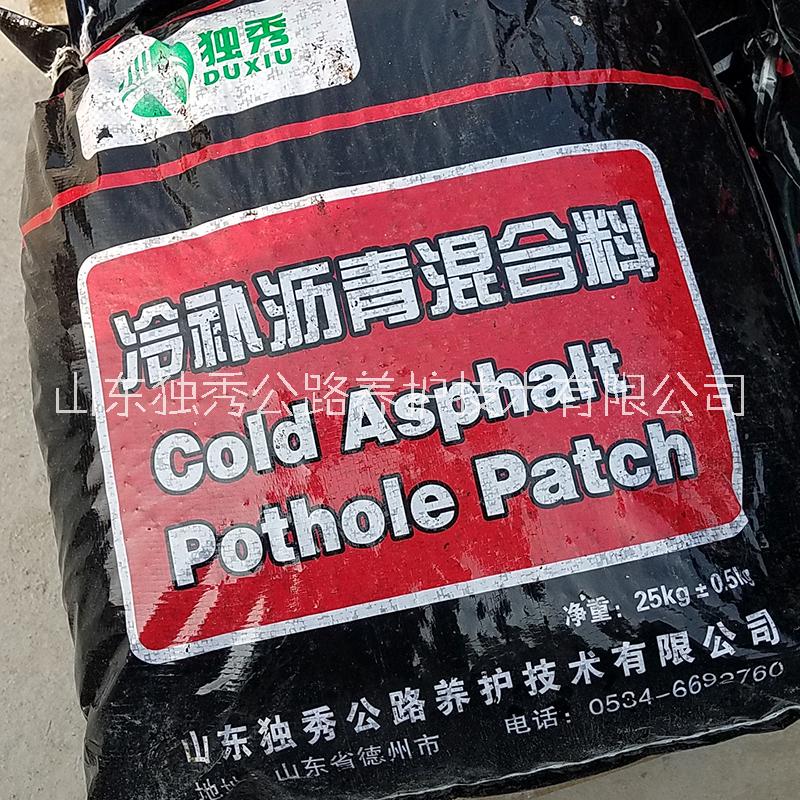 独秀
DUXIU
冷补沥青混合料
山东独秀公路养护技术有限公司
Cold Asphalt
Pothole Patch
净重：25kg±0.5kg
山东独秀公路养护技术有限公司
地址：山东省德州市
电话：0534-6692760